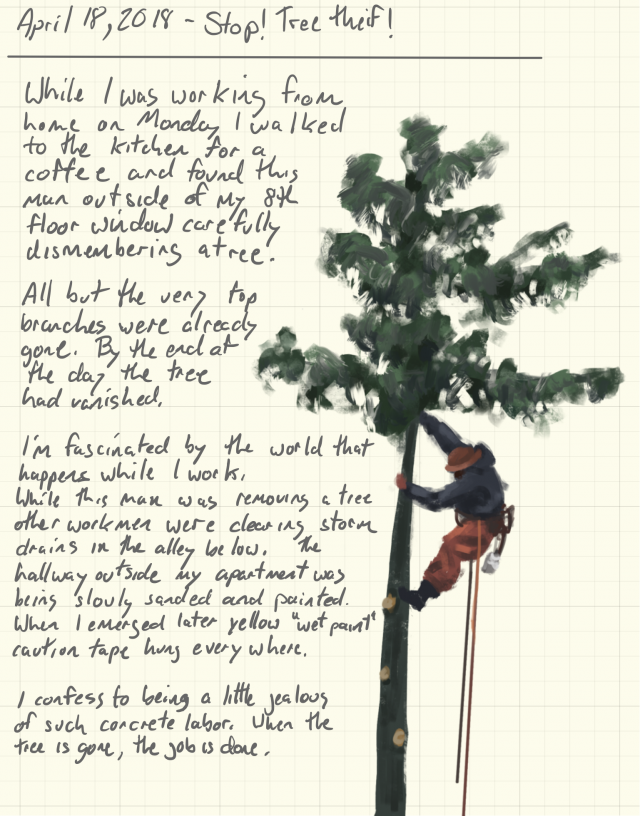 April 18, 2018 - Stop! Tree theif!
While I was working from
home on Monday I walked
to the kitchen for a
coffee and found this
man outside of my 8th
floor window carefully
dismembering a tree.
All but the very top
branches were already
gone. By the end of
the day the tree
had vanished.
I'm fascinated by the world that
happens while I work.
While this man was removing a tree
other workmen were clearing storm
drains in the alley below. The
hallway outside my apartment was
being slowly sanded and painted.
When I emerged later yellow "wet paint"
caution tape hung every where.
I confess to being a little jealous
of such concrete labor. When the
tree is gone, the job is done.